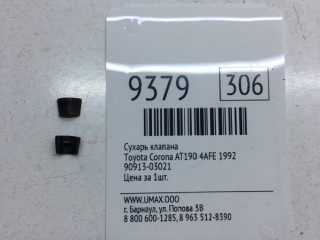 9379 306
Сухарь клапана
Toyota Corona AT190 4AFE 1992
90913-03021
Цена за 1шт.
WWW.UMAX.OOO
г. Барнаул, ул. Попова 3В
8 800 600-1285, 8 963 512-8390